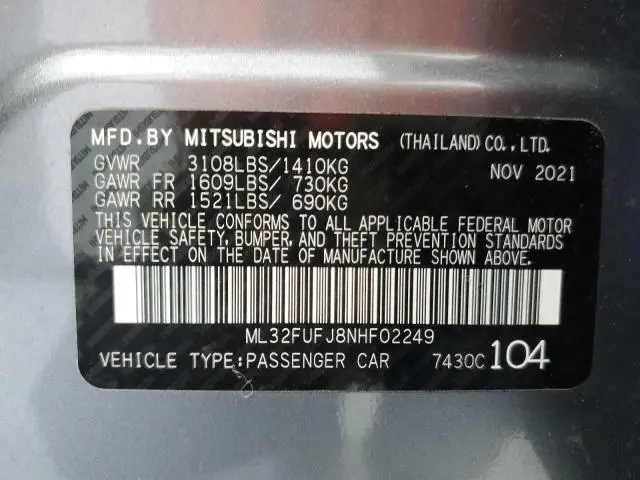 MFD.BY MITSUBISHI MOTORS (THAILAND) CO., LTD.
GVWR 3108LBS/1410KG NOV 2021
GAWR FR 1609LBS/ 730KG
GAWR RR 1521LBS/ 690KG
THIS VEHICLE CONFORMS TO ALL APPLICABLE FEDERAL MOTOR
VEHICLE SAFETY, BUMPER, AND THEFT PREVENTION STANDARDS
IN EFFECT ON THE DATE OF MANUFACTURE SHOWN ABOVE.
ML32FUFJ8NHF02249
VEHICLE TYPE:PASSENGER CAR 7430C 104